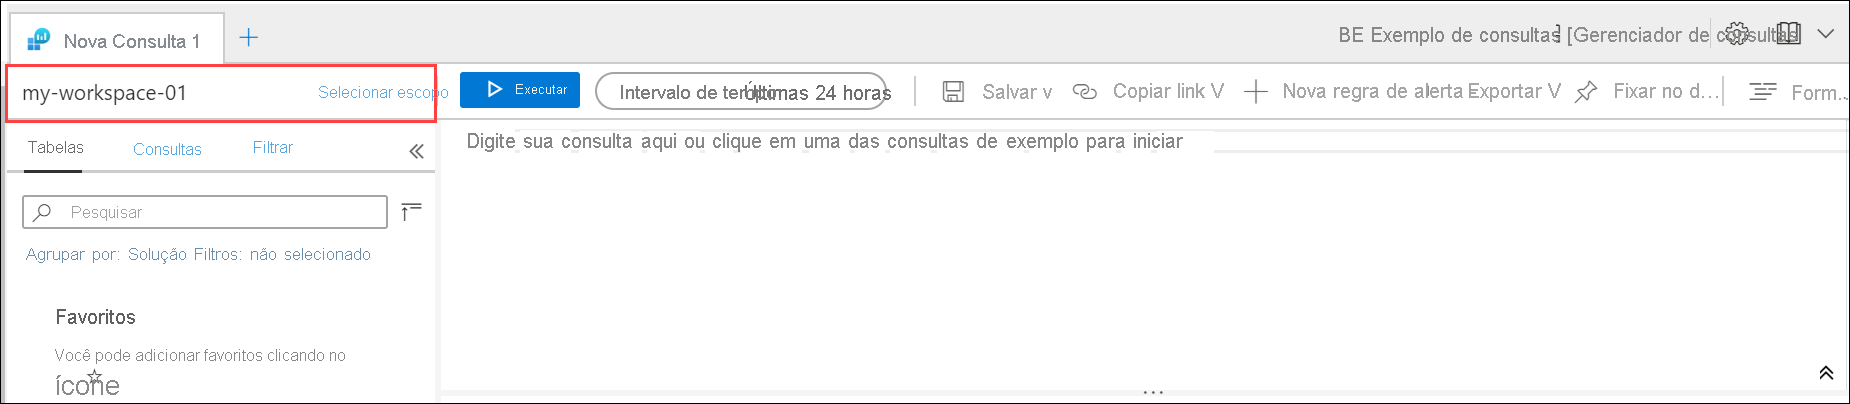 Nova Consulta 1
BE Exemplo de consultas [Gerenciador de consultas
my-workspace-01 Selecionar escopo
Executar Intervalo de tempo Últimas 24 horas Salvar v Copiar link V Nova regra de alerta Exportar V Fixar no d... Form...
Tabelas Consultas Filtrar
Digite sua consulta aqui ou clique em uma das consultas de exemplo para iniciar
Pesquisar
Agrupar por: Solução Filtros: não selecionado
Favoritos
Você pode adicionar favoritos clicando no
ícone